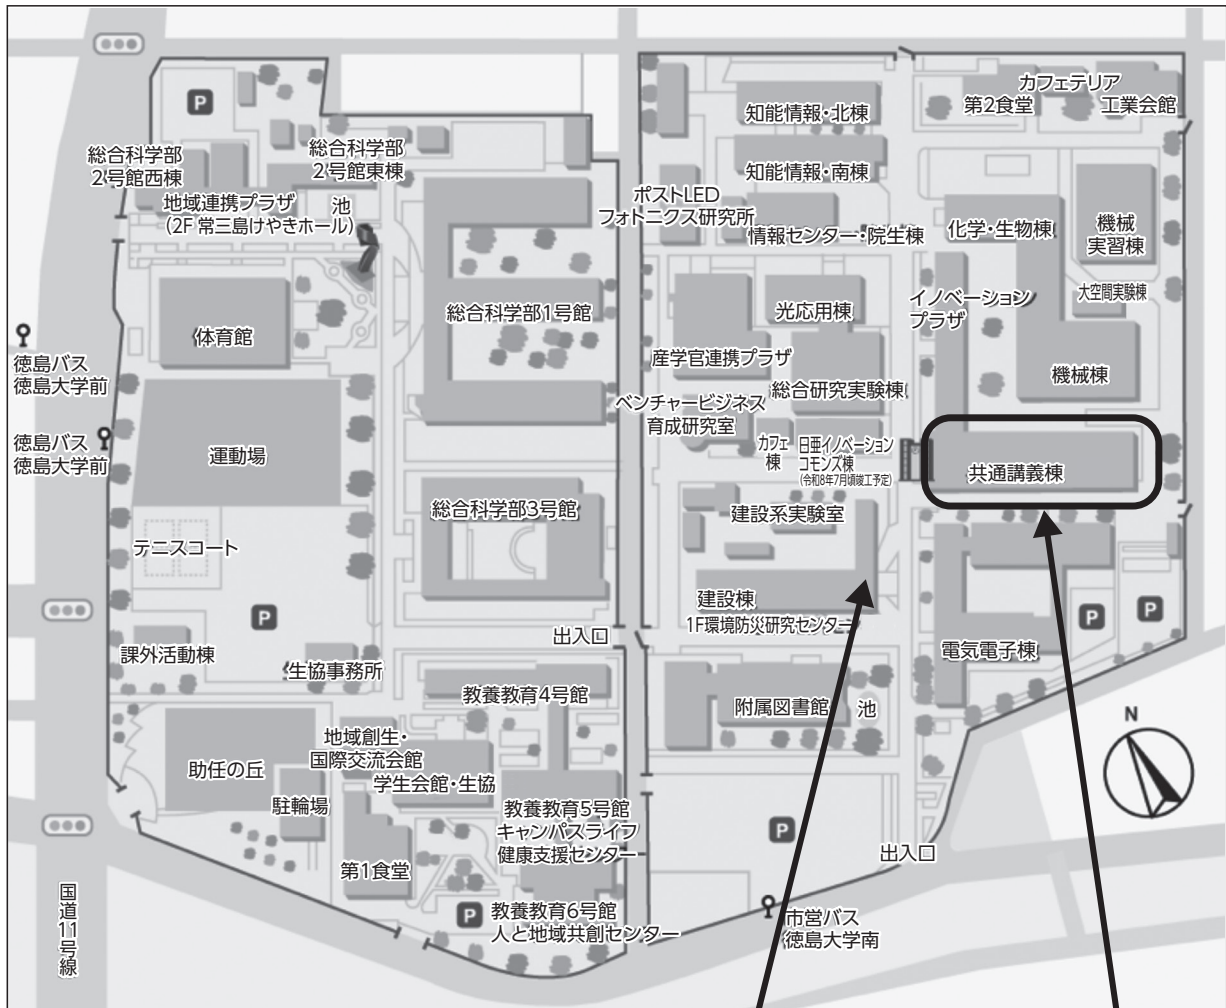 P
総合科学部
2号館西棟
総合科学部
2号館東棟
地域連携プラザ
(2F 常三島けやきホール)
池
体育館
総合科学部1号館
徳島バス
徳島大学前
徳島バス
徳島大学前
運動場
総合科学部3号館
テニスコート
P
課外活動棟
生協事務所
出入口
教養教育4号館
助任の丘
地域創生・
国際交流会館
学生会館・生協
駐輪場
第1食堂
教養教育5号館
キャンパスライフ
健康支援センター
P
教養教育6号館
人と地域共創センター
国道11号線
知能情報・北棟
知能情報・南棟
ポストLED
フォトニクス研究所
情報センター・院生棟
カフェテリア
第2食堂
工業会館
化学・生物棟
機械
実習棟
大空間実験棟
イノベーション
プラザ
光応用棟
産学官連携プラザ
総合研究実験棟
機械棟
ベンチャービジネス
育成研究室
カフェ
棟
日亜イノベーション
コモンズ棟
(令和8年7月頃竣工予定)
共通講義棟
建設系実験室
建設棟
1F環境防災研究センター
P
P
電気電子棟
附属図書館
池
N
P
出入口
市営バス
徳島大学南